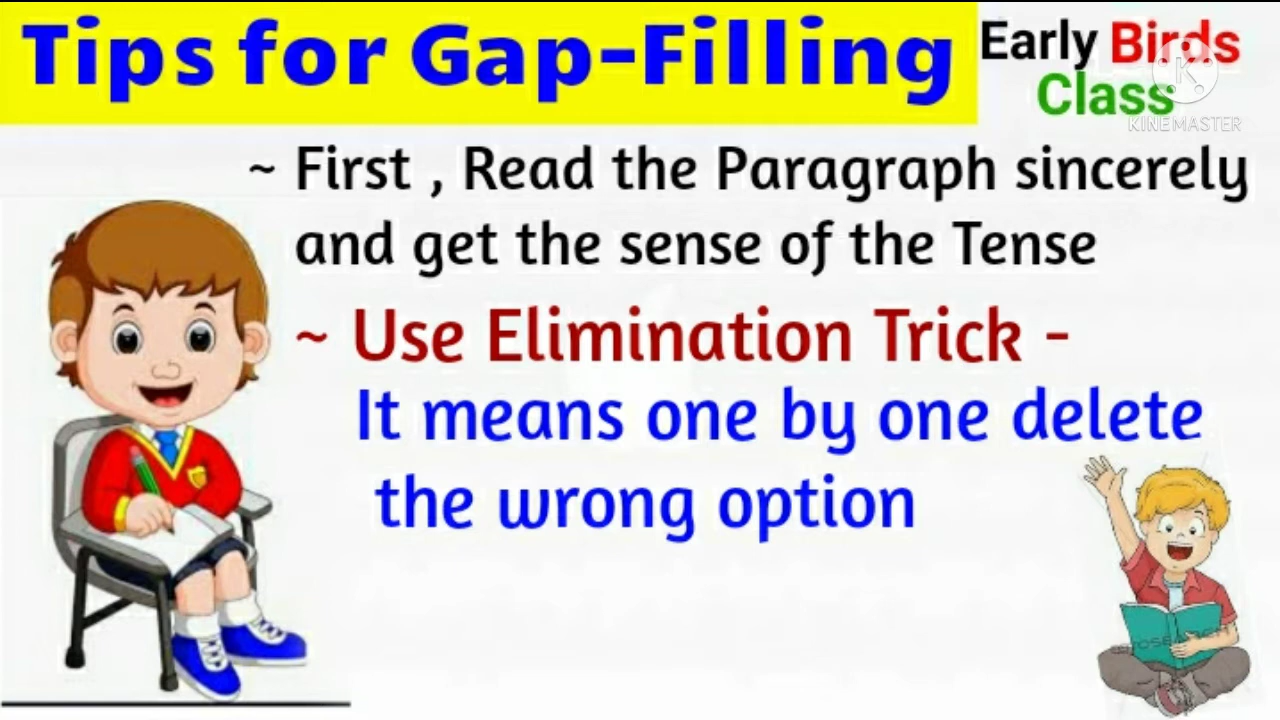 Tips for Gap-Filling
Early Birds
Class
K
KINEMASTER
~ First , Read the Paragraph sincerely
and get the sense of the Tense
~ Use Elimination Trick -
It means one by one delete
the wrong option